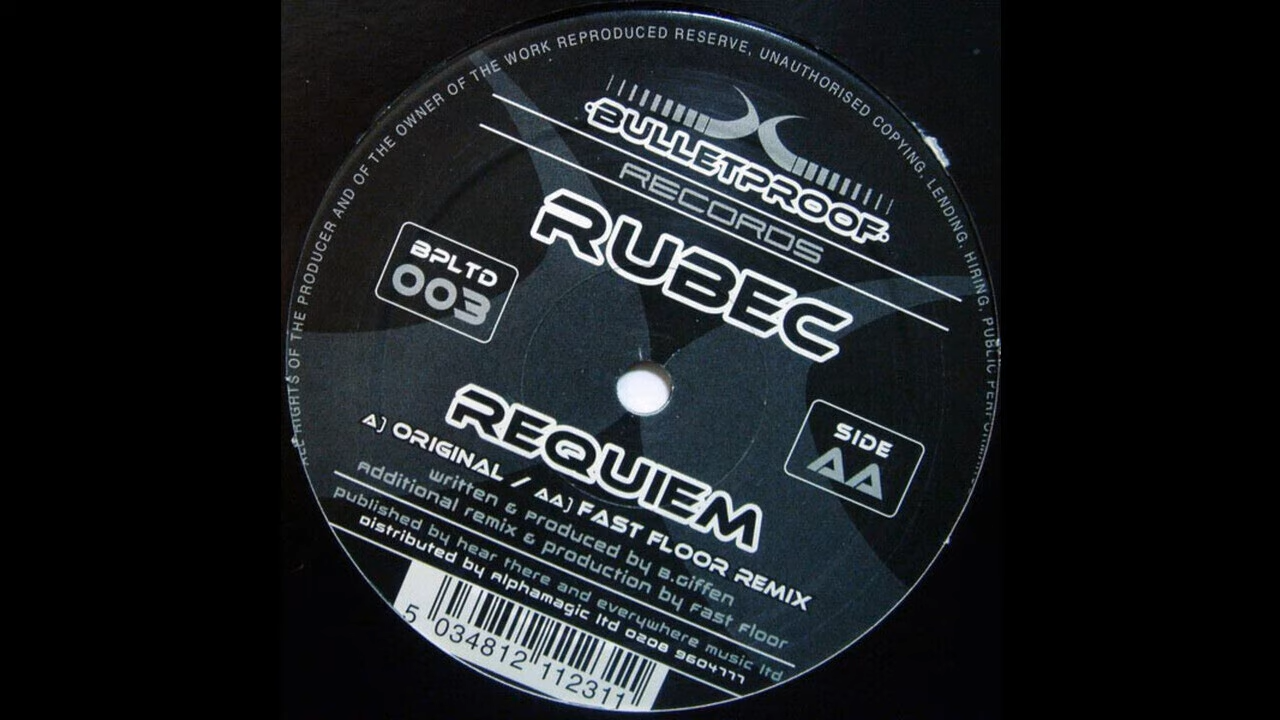 ALL RIGHTS OF THE PRODUCER AND OF THE OWNER OF THE WORK REPRODUCED RESERVE, UNAUTHORISED COPYING, LENDING, HIRING, PUBLIC
·BULLETPROOF·
RECORDS
RUBEC
BPLTD
003
SIDE
AA
REQUIEM
A) ORIGINAL / AA) FAST FLOOR REMIX
written & produced by B.Giffen
Additional remix & production by Fast Floor
published by hear there and everywhere music ltd
Distributed by Alphamagic ltd 0208 9604777
5 034812 112311